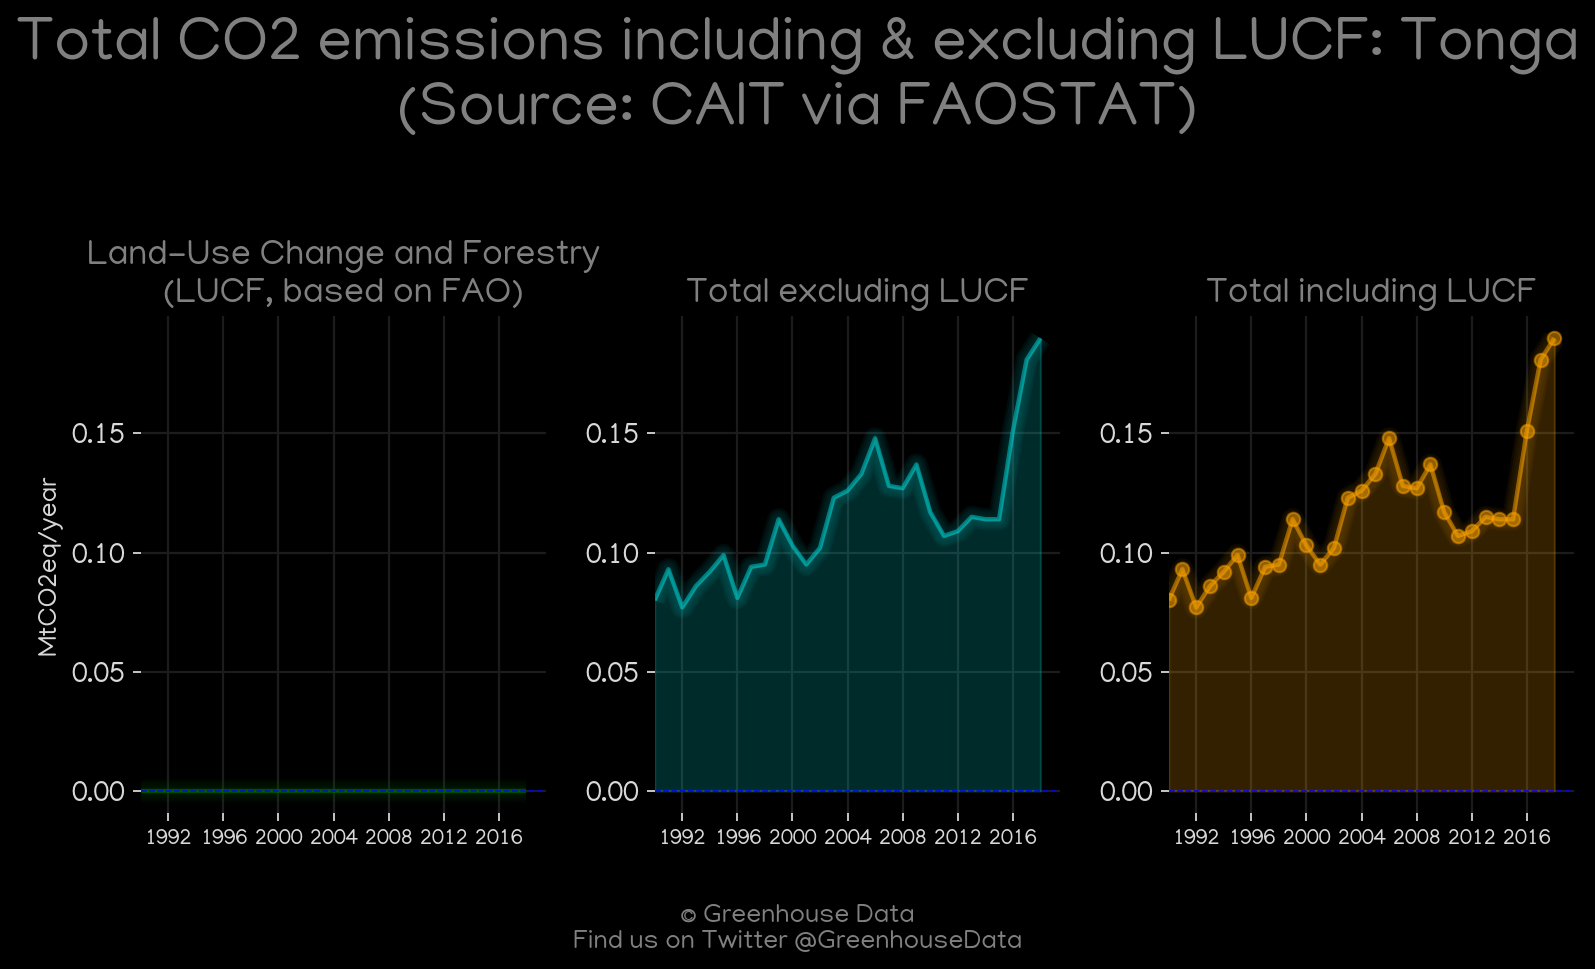 Total CO2 emissions including & excluding LUCF: Tonga
(Source: CAIT via FAOSTAT)
Land-Use Change and Forestry
(LUCF, based on FAO)
Total excluding LUCF
Total including LUCF
MtCO2eq/year
0.15
0.10
0.05
0.00
1992 1996 2000 2004 2008 2012 2016
0.15
0.10
0.05
0.00
1992 1996 2000 2004 2008 2012 2016
0.15
0.10
0.05
0.00
1992 1996 2000 2004 2008 2012 2016
© Greenhouse Data
Find us on Twitter @GreenhouseData